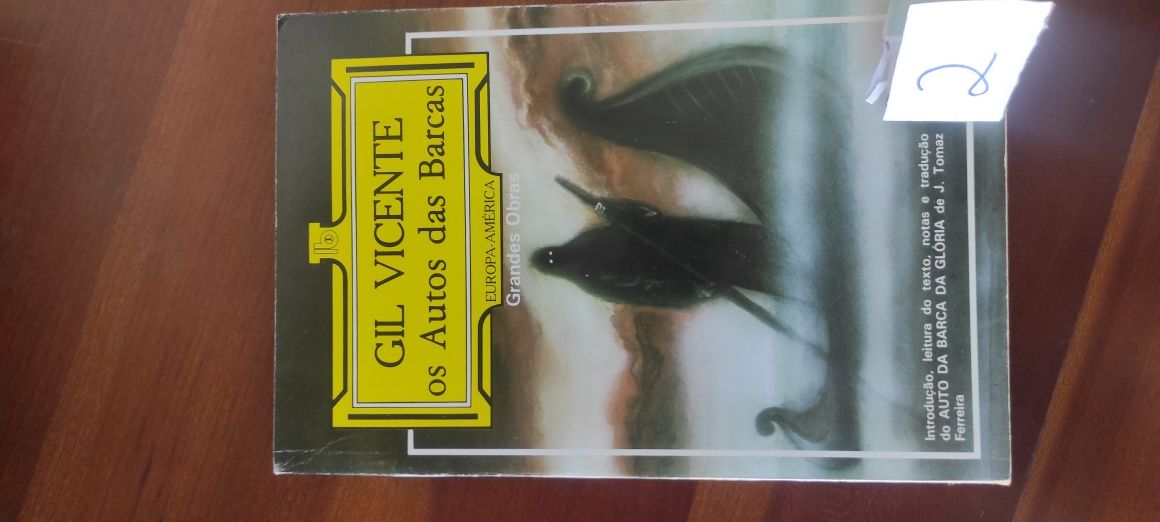 GIL VICENTE
os Autos das Barcas
EUROPA-AMÉRICA
Grandes Obras
Introdução, leitura do texto, notas e tradução
do AUTO DA BARCA DA GLÓRIA de J. Tomaz
Ferreira
2